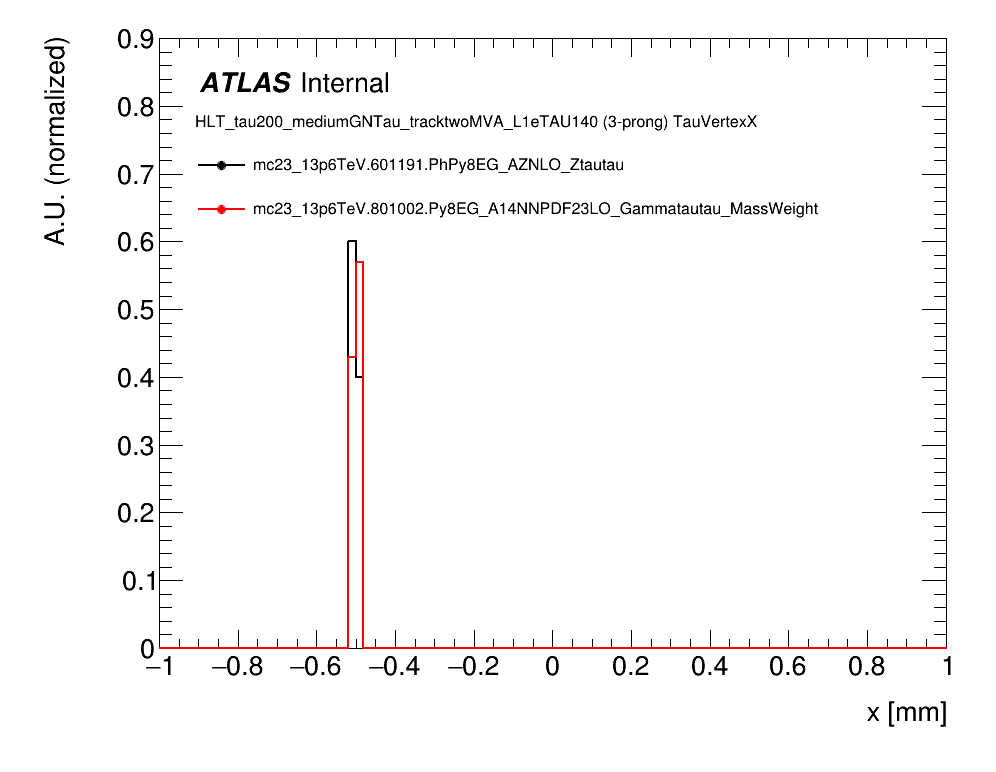 A.U. (normalized)
0.9
0.8
0.7
0.6
0.5
0.4
0.3
0.2
0.1
0
ATLAS Internal
HLT_tau200_mediumGNTau_tracktwoMVA_L1eTAU140 (3-prong) TauVertexX
mc23_13p6TeV.601191.PhPy8EG_AZNLO_Ztautau
mc23_13p6TeV.801002.Py8EG_A14NNPDF23LO_Gammatautau_MassWeight
−1 −0.8 −0.6 −0.4 −0.2 0 0.2 0.4 0.6 0.8 1
x [mm]